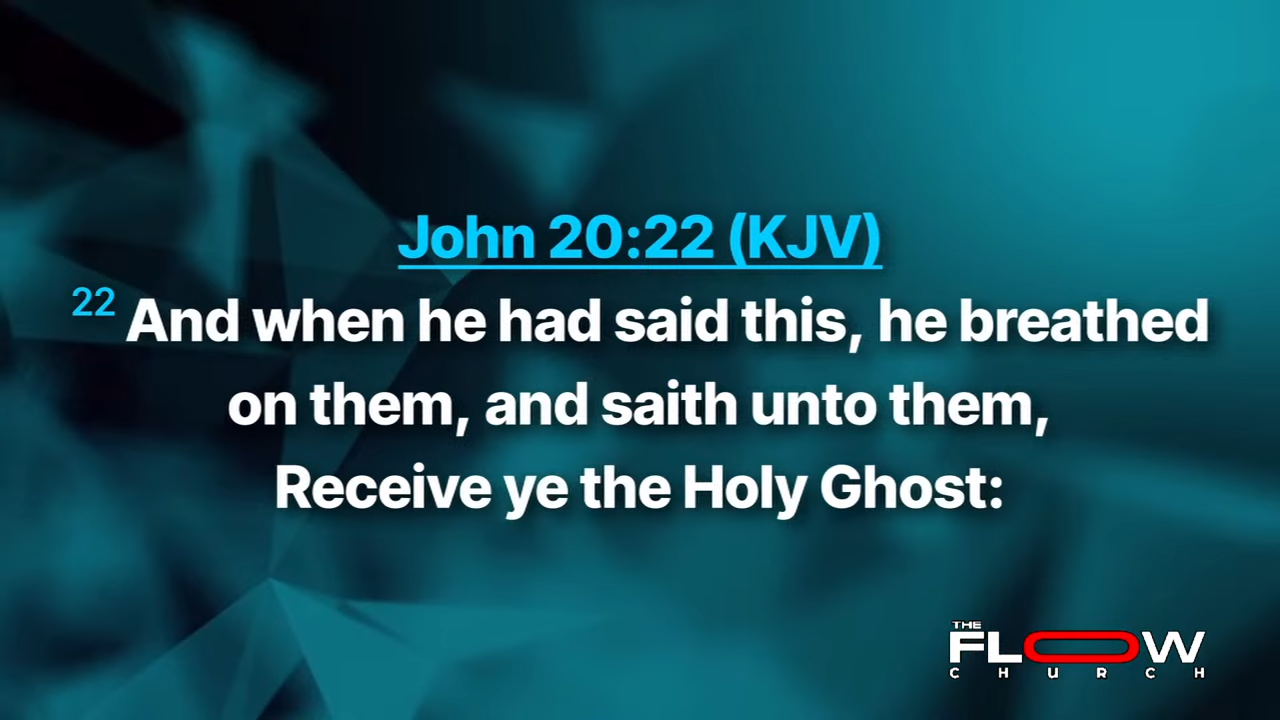 John 20:22 (KJV)
22 And when he had said this, he breathed
on them, and saith unto them,
Receive ye the Holy Ghost:
THE
FLOW
CHURCH